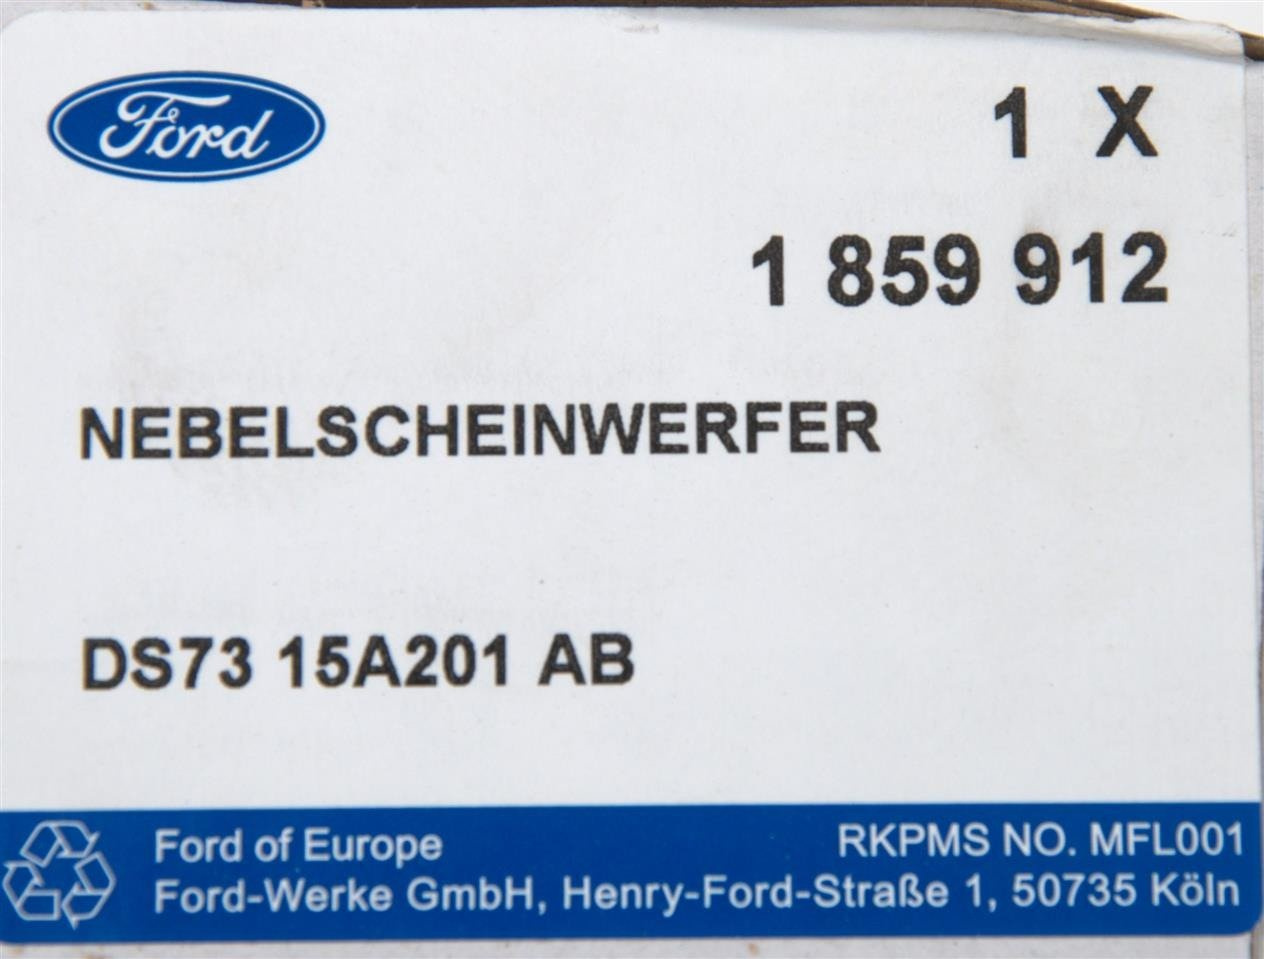 Ford
1 X
1 859 912
NEBELSCHEINWERFER
DS73 15A201 AB
Ford of Europe
RKPMS NO. MFL001
Ford-Werke GmbH, Henry-Ford-Straße 1, 50735 Köln